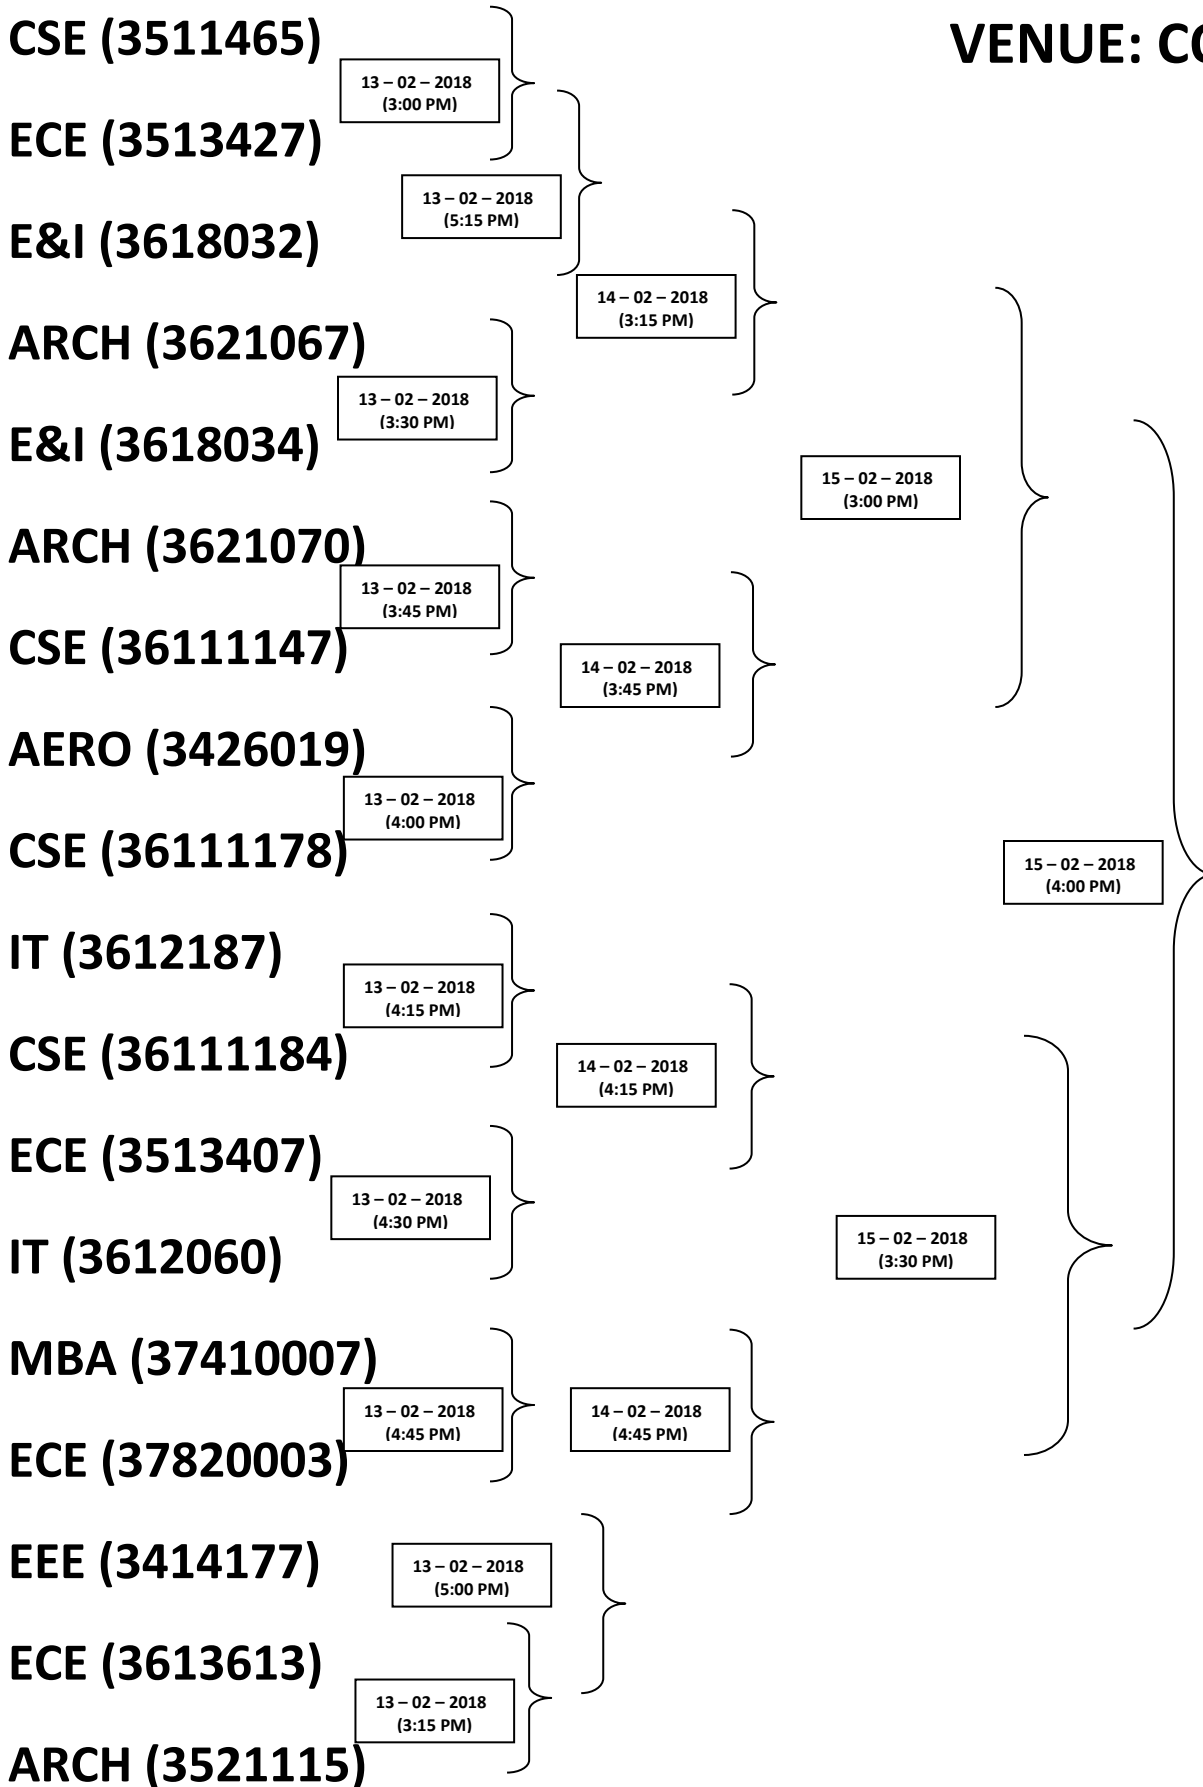 CSE (3511465)
VENUE: CO
13 – 02 – 2018
(3:00 PM)
ECE (3513427)
13 – 02 – 2018
(5:15 PM)
E&I (3618032)
14 – 02 – 2018
(3:15 PM)
ARCH (3621067)
13 – 02 – 2018
(3:30 PM)
E&I (3618034)
15 – 02 – 2018
(3:00 PM)
ARCH (3621070)
13 – 02 – 2018
(3:45 PM)
CSE (36111147)
14 – 02 – 2018
(3:45 PM)
AERO (3426019)
13 – 02 – 2018
(4:00 PM)
CSE (36111178)
15 – 02 – 2018
(4:00 PM)
IT (3612187)
13 – 02 – 2018
(4:15 PM)
CSE (36111184)
14 – 02 – 2018
(4:15 PM)
ECE (3513407)
13 – 02 – 2018
(4:30 PM)
IT (3612060)
15 – 02 – 2018
(3:30 PM)
MBA (37410007)
13 – 02 – 2018
(4:45 PM)
14 – 02 – 2018
(4:45 PM)
ECE (37820003)
EEE (3414177)
13 – 02 – 2018
(5:00 PM)
ECE (3613613)
13 – 02 – 2018
(3:15 PM)
ARCH (3521115)